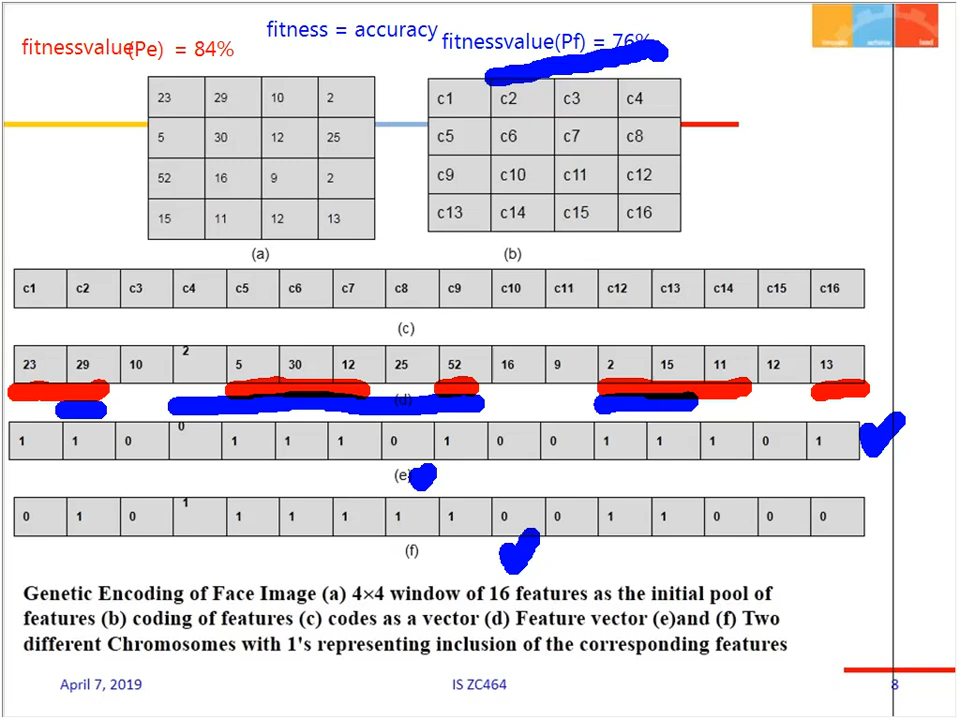 fitness = accuracy
fitnessvalue(Pe) = 84%
fitnessvalue(Pf) = 76%
23 29 10 2
5 30 12 25
52 16 9 2
15 11 12 13
(a)
c1 c2 c3 c4
c5 c6 c7 c8
c9 c10 c11 c12
c13 c14 c15 c16
(b)
c1 c2 c3 c4 c5 c6 c7 c8 c9 c10 c11 c12 c13 c14 c15 c16
(c)
23 29 10 2 5 30 12 25 52 16 9 2 15 11 12 13
(d)
1 1 0 0 1 1 1 0 1 0 0 1 1 1 0 1
(e)
0 1 0 1 1 1 1 1 1 0 0 1 1 0 0 0
(f)
Genetic Encoding of Face Image (a) 4×4 window of 16 features as the initial pool of
features (b) coding of features (c) codes as a vector (d) Feature vector (e)and (f) Two
different Chromosomes with 1's representing inclusion of the corresponding features
April 7, 2019 IS ZC464 8